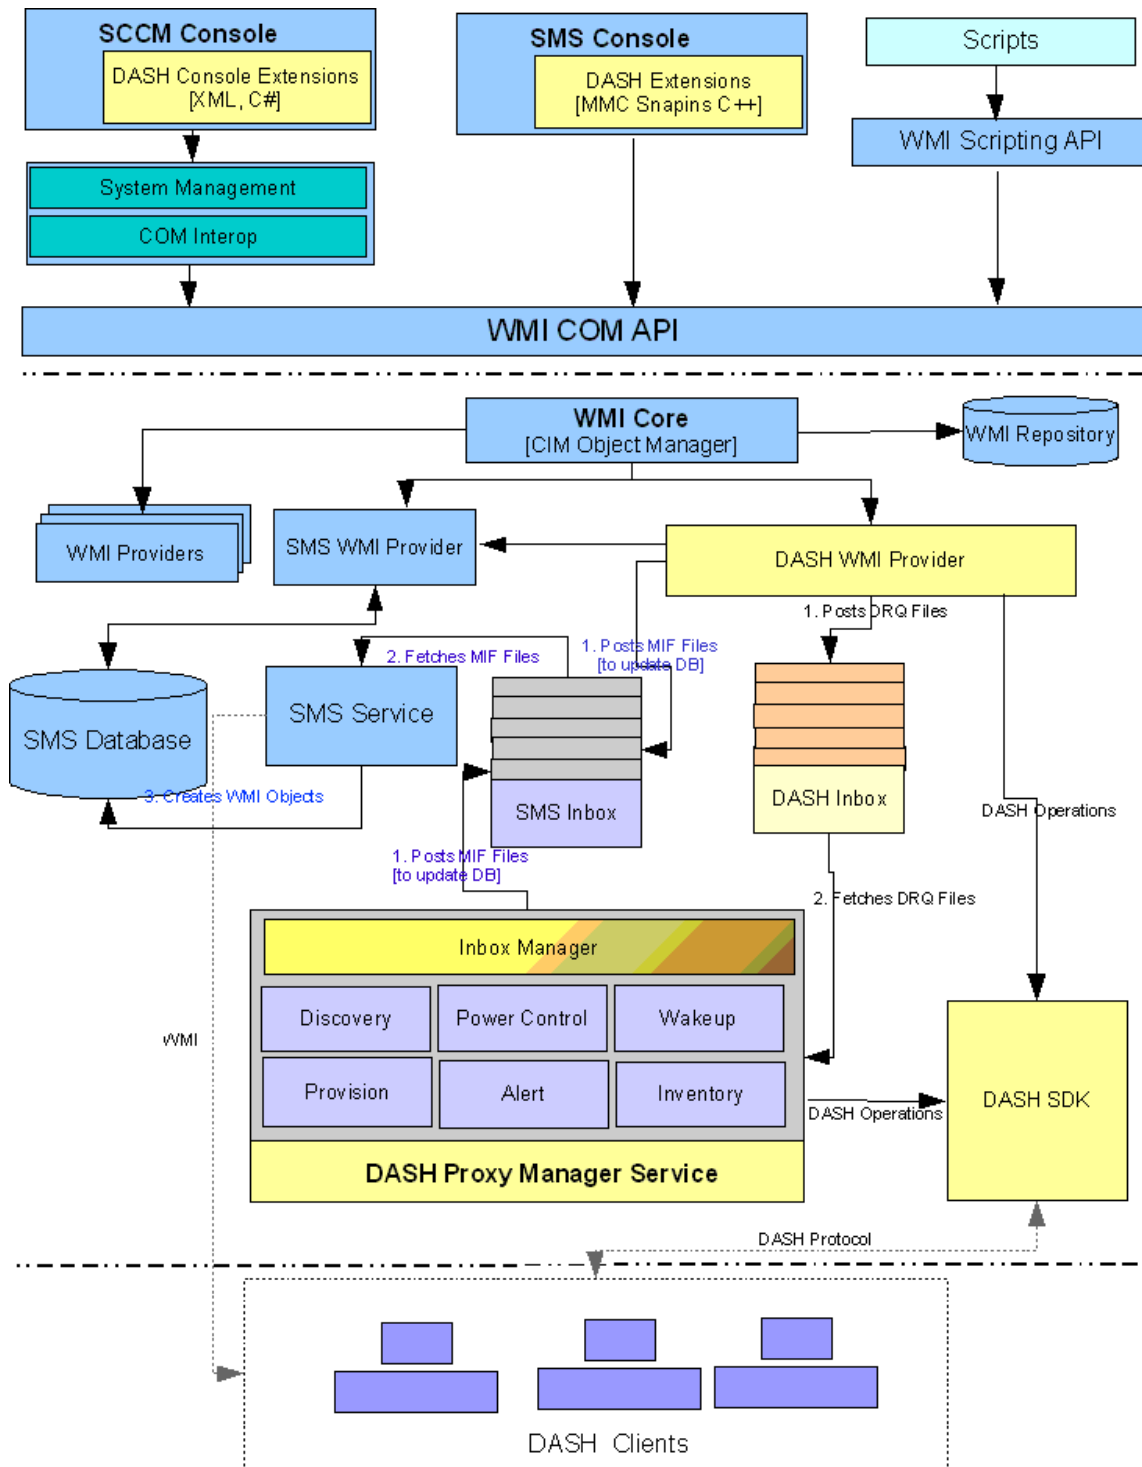 SCCM Console
DASH Console Extensions
[XML, C#]
SMS Console
DASH Extensions
[MMC Snapins C++]
Scripts
WMI Scripting API
System Management
COM Interop
WMI COM API
WMI Core
[CIM Object Manager]
WMI Repository
WMI Providers
SMS WMI Provider
DASH WMI Provider
1. Posts DRQ Files
1. Posts MIF Files
[to update DB]
2. Fetches MIF Files
SMS Database
SMS Service
3. Creates WMI Objects
SMS Inbox
DASH Inbox
DASH Operations
1. Posts MIF Files
[to update DB]
2. Fetches DRQ Files
Inbox Manager
Discovery
Power Control
Wakeup
WMI
Provision
Alert
Inventory
DASH Operations
DASH SDK
DASH Proxy Manager Service
DASH Protocol
DASH Clients